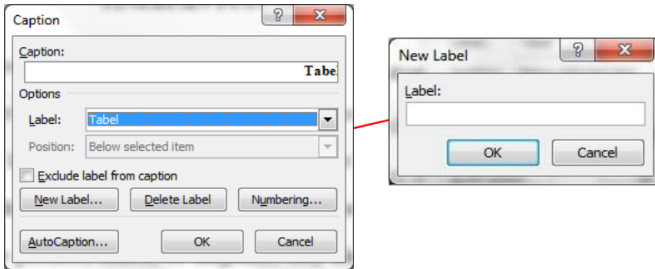 Caption
Caption:
Tabel
Options
Label: Tabel
Position: Below selected item
Exclude label from caption
New Label... Delete Label Numbering...
AutoCaption... OK Cancel
New Label
Label:
OK Cancel